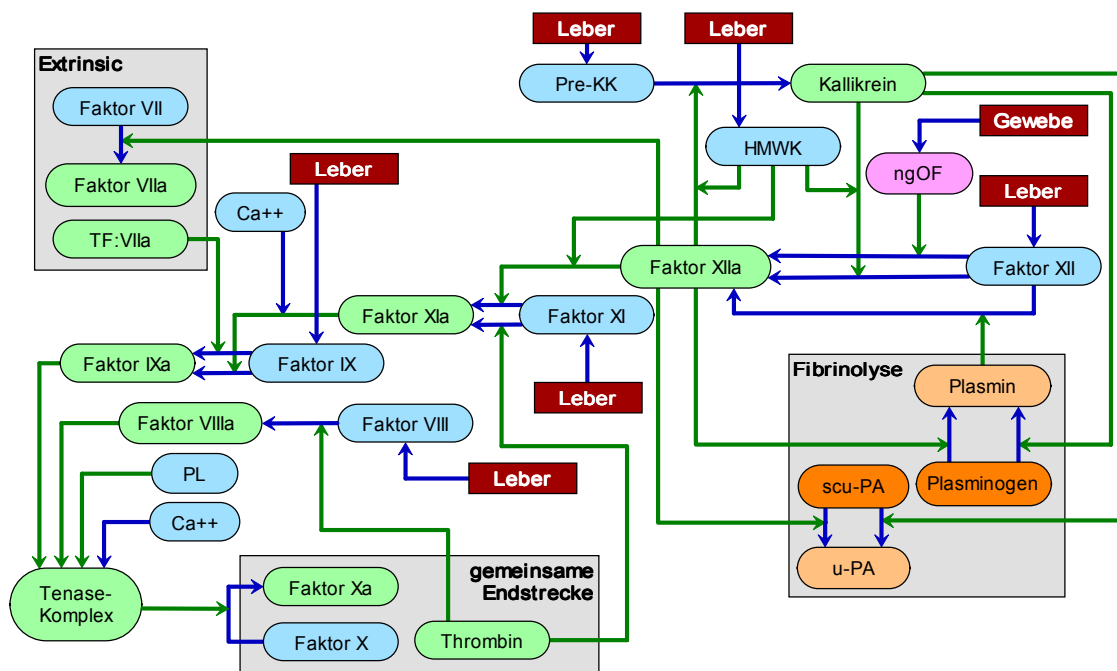 Leber
Leber
Extrinsic
Pre-KK
Kallikrein
Faktor VII
Gewebe
HMWK
Leber
ngOF
Faktor VIIa
Leber
Ca++
TF:VIIa
Faktor XIIa
Faktor XII
Faktor XIa
Faktor XI
Faktor IXa
Faktor IX
Fibrinolyse
Plasmin
Leber
Faktor VIIIa
Faktor VIII
PL
Leber
scu-PA
Plasminogen
Ca++
u-PA
gemeinsame
Endstrecke
Faktor Xa
Tenase-
Komplex
Faktor X
Thrombin